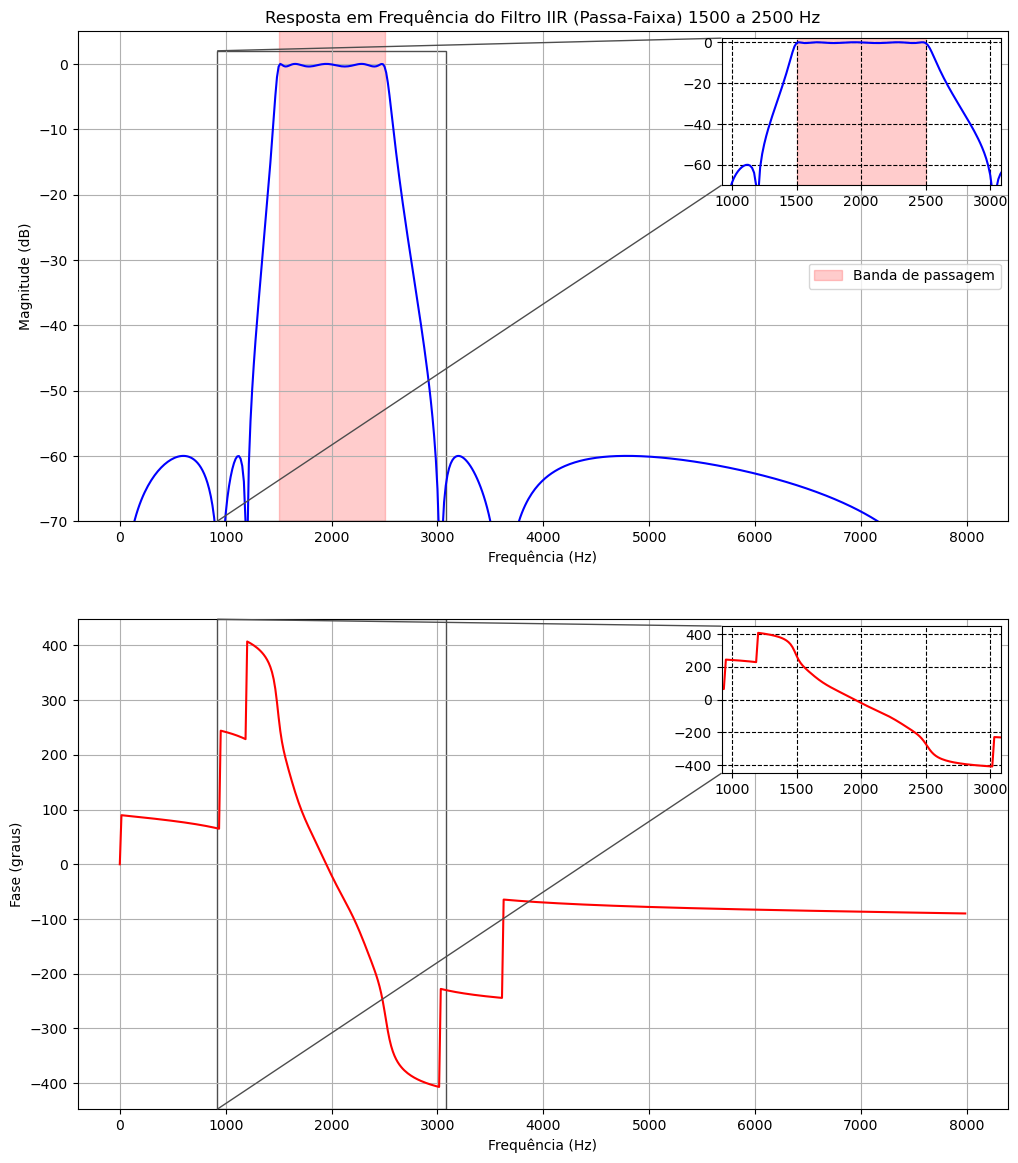 Resposta em Frequência do Filtro IIR (Passa-Faixa) 1500 a 2500 Hz
Magnitude (dB)
0
−10
−20
−30
−40
−50
−60
−70
0 1000 2000 3000 4000 5000 6000 7000 8000
Frequência (Hz)
0
−20
−40
−60
1000 1500 2000 2500 3000
Banda de passagem
Fase (graus)
400
300
200
100
0
−100
−200
−300
−400
0 1000 2000 3000 4000 5000 6000 7000 8000
Frequência (Hz)
400
200
0
−200
−400
1000 1500 2000 2500 3000